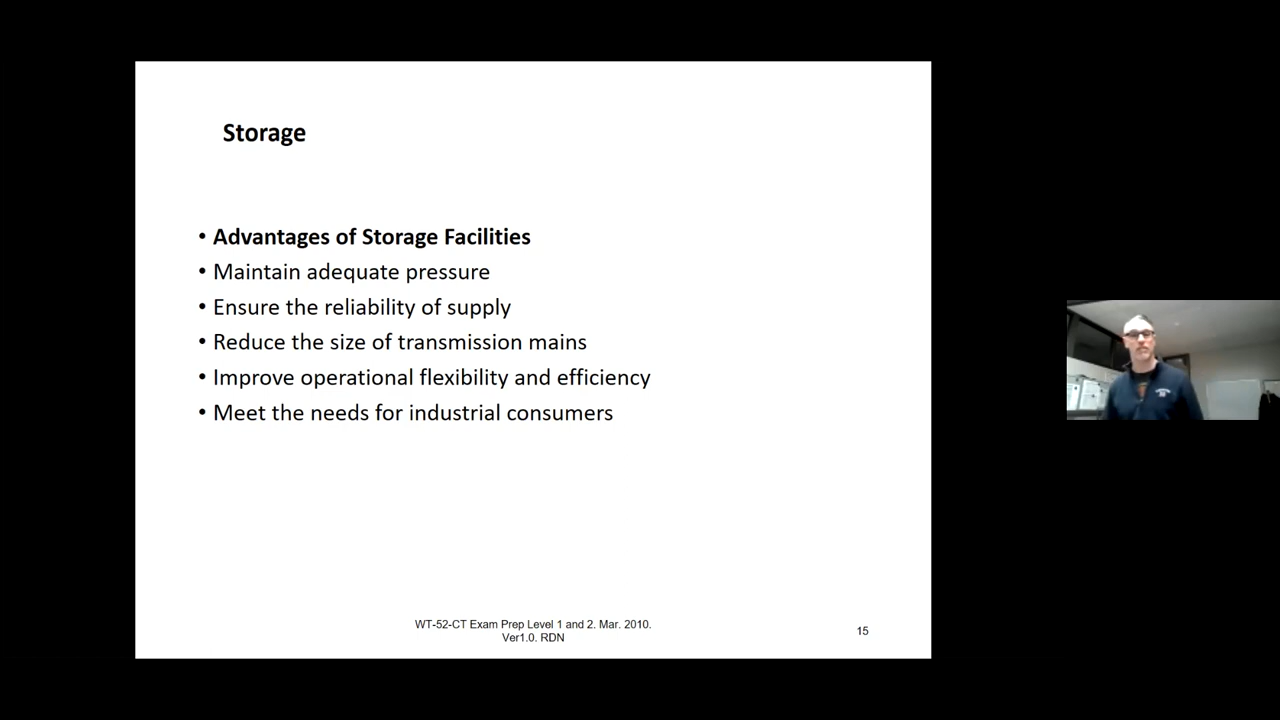 Storage
• Advantages of Storage Facilities
• Maintain adequate pressure
• Ensure the reliability of supply
• Reduce the size of transmission mains
• Improve operational flexibility and efficiency
• Meet the needs for industrial consumers
WT-52-CT Exam Prep Level 1 and 2. Mar. 2010.
Ver1.0. RDN
15